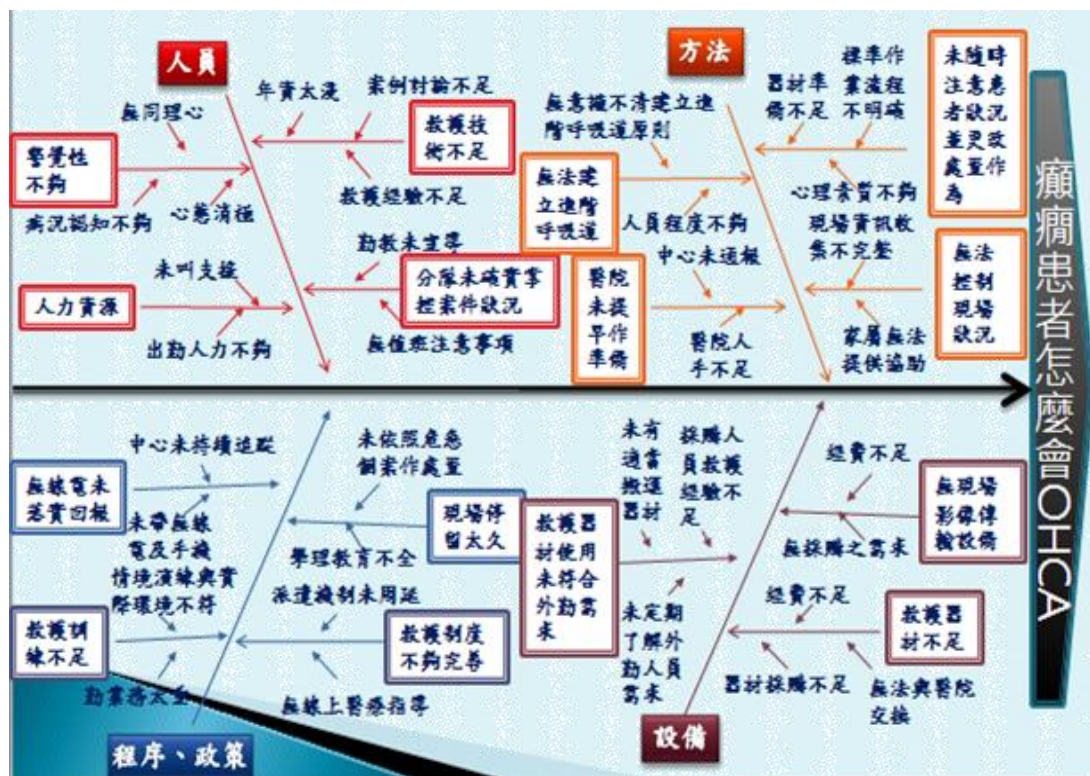 人員
無同理心
警覺性
不夠
病況認知不夠
心態消極
年資太淺
案例討論不足
救護技
術不足
救護經驗不足
未叫支援
人力資源
出勤人力不夠
勤教未宣導
分隊未確實掌
控案件狀況
無值班注意事項
方法
無意識不清建立進
階呼吸道原則
無法建
立進階
呼吸道
人員程度不夠
器材準
備不足
標準作
業流程
不明確
心理素質不夠
未隨時
注意患
者狀況
並更改
處置作
為
中心未通報
醫院
未提
早作
準備
醫院人
手不足
現場資訊收
集不完整
無法
控制
現場
狀況
家屬無法
提供協助
癲癇患者怎麼會OHCA
中心未持續追蹤
無線電未
落實回報
未帶無線
電及手機
未依照危急
個案作處置
現場停
留太久
學理教育不全
情境演練與實
際環境不符
救護訓
練不足
勤業務太重
派遣機制未周延
救護制度
不夠完善
無線上醫療指導
程序、政策
未有
適當
搬運
器材
採購人
員救護
經驗不
足
救護器
材使用
未符合
外勤需
求
未定期
了解外
勤人員
需求
經費不足
無現場
影像傳
輸設備
無採購之需求
經費不足
救護器
材不足
器材採購不足
無法與醫院
交換
設備